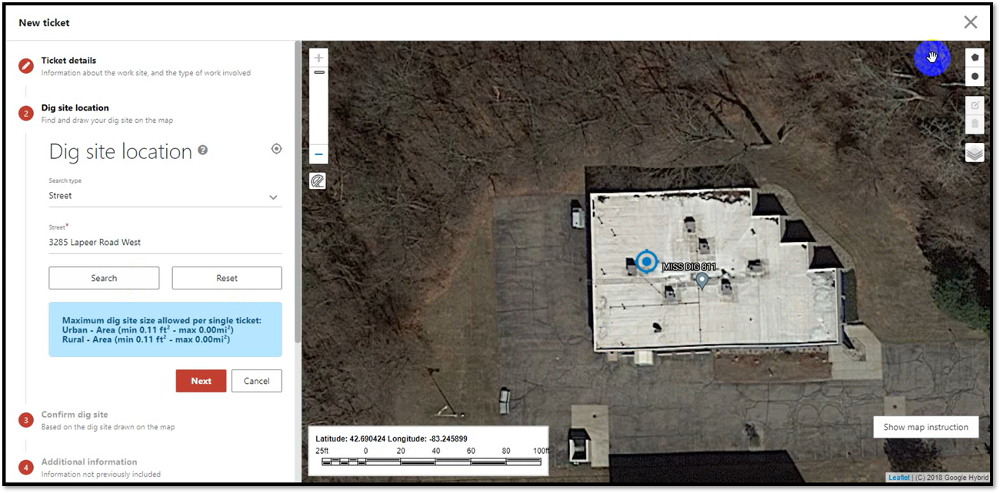 New ticket
Ticket details
Information about the work site, and the type of work involved
2
Dig site location
Find and draw your dig site on the map
Dig site location ?
Search type
Street
Street*
3285 Lapeer Road West
Search
Reset
Maximum dig site size allowed per single ticket:
Urban - Area (min 0.11 ft² - max 0.00mi²)
Rural - Area (min 0.11 ft² - max 0.00mi²)
Next
Cancel
3
Confirm dig site
Based on the dig site drawn on the map
4
Additional information
Information not previously included
MISS DIG 811
Latitude: 42.690424 Longitude: -83.245899
25ft 0 20 40 60 80 100ft
Show map instruction
Leaflet | (C) 2018 Google Hybrid